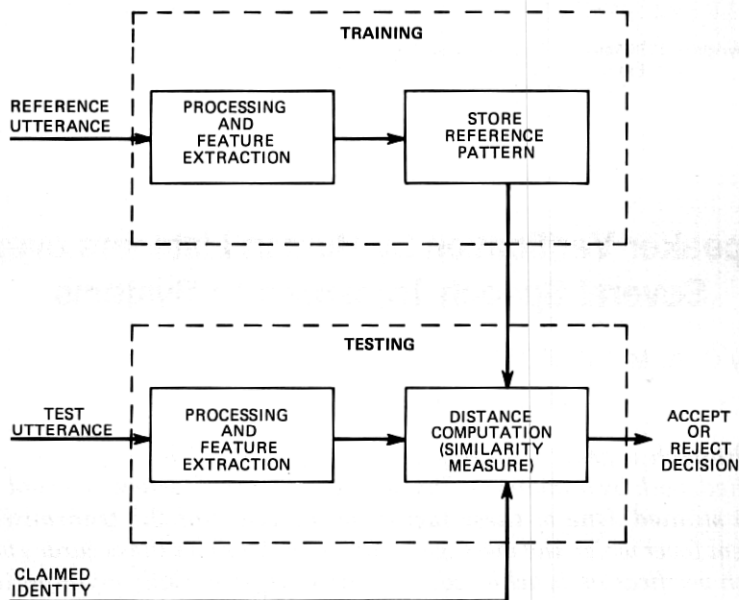 TRAINING
REFERENCE
UTTERANCE
PROCESSING
AND
FEATURE
EXTRACTION
STORE
REFERENCE
PATTERN
TESTING
TEST
UTTERANCE
PROCESSING
AND
FEATURE
EXTRACTION
DISTANCE
COMPUTATION
(SIMILARITY
MEASURE)
ACCEPT
OR
REJECT
DECISION
CLAIMED
IDENTITY